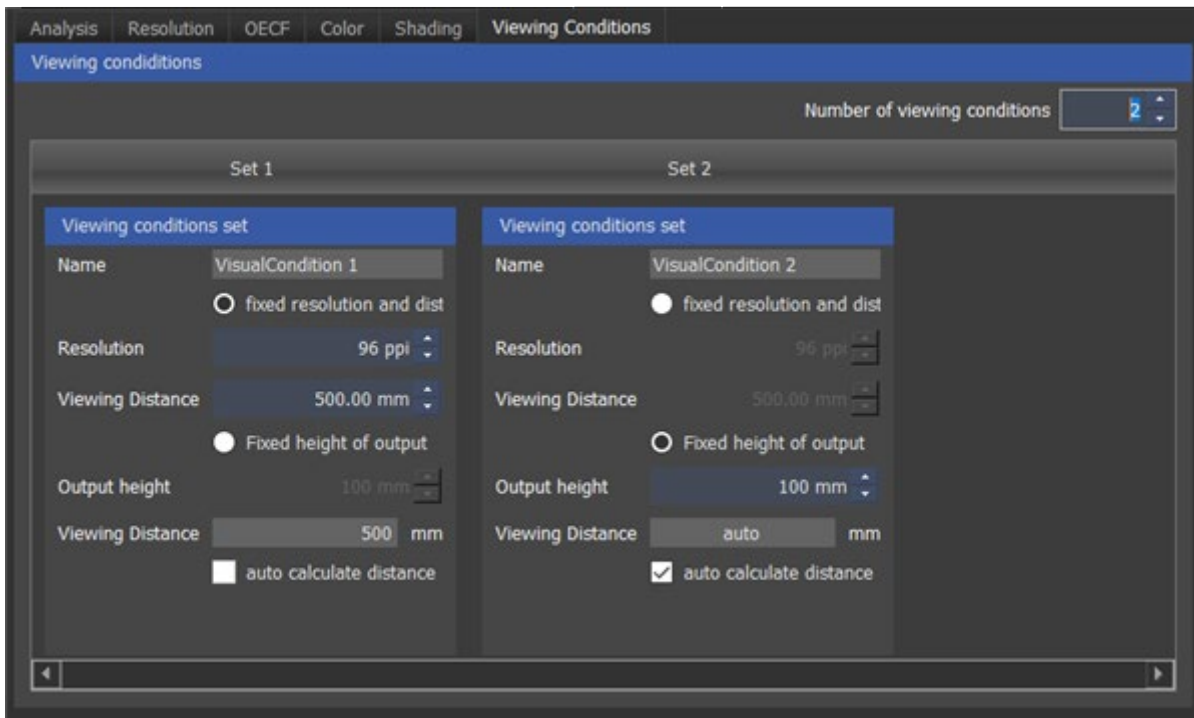 Analysis Resolution OECF Color Shading Viewing Conditions
Viewing condiditions
Number of viewing conditions 2
Set 1 Set 2
Viewing conditions set Viewing conditions set
Name VisualCondition 1 Name VisualCondition 2
fixed resolution and dist fixed resolution and dist
Resolution 96 ppi Resolution 96 ppi
Viewing Distance 500.00 mm Viewing Distance 500.00 mm
Fixed height of output Fixed height of output
Output height 100 mm Output height 100 mm
Viewing Distance 500 mm Viewing Distance auto mm
auto calculate distance auto calculate distance